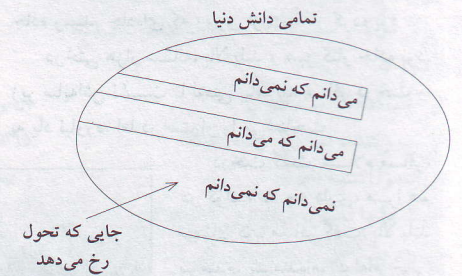 تمامی دانش دنیا
می‌دانم که نمی‌دانم
می‌دانم که می‌دانم
نمی‌دانم که نمی‌دانم
جایی که تحول
رخ می‌دهد